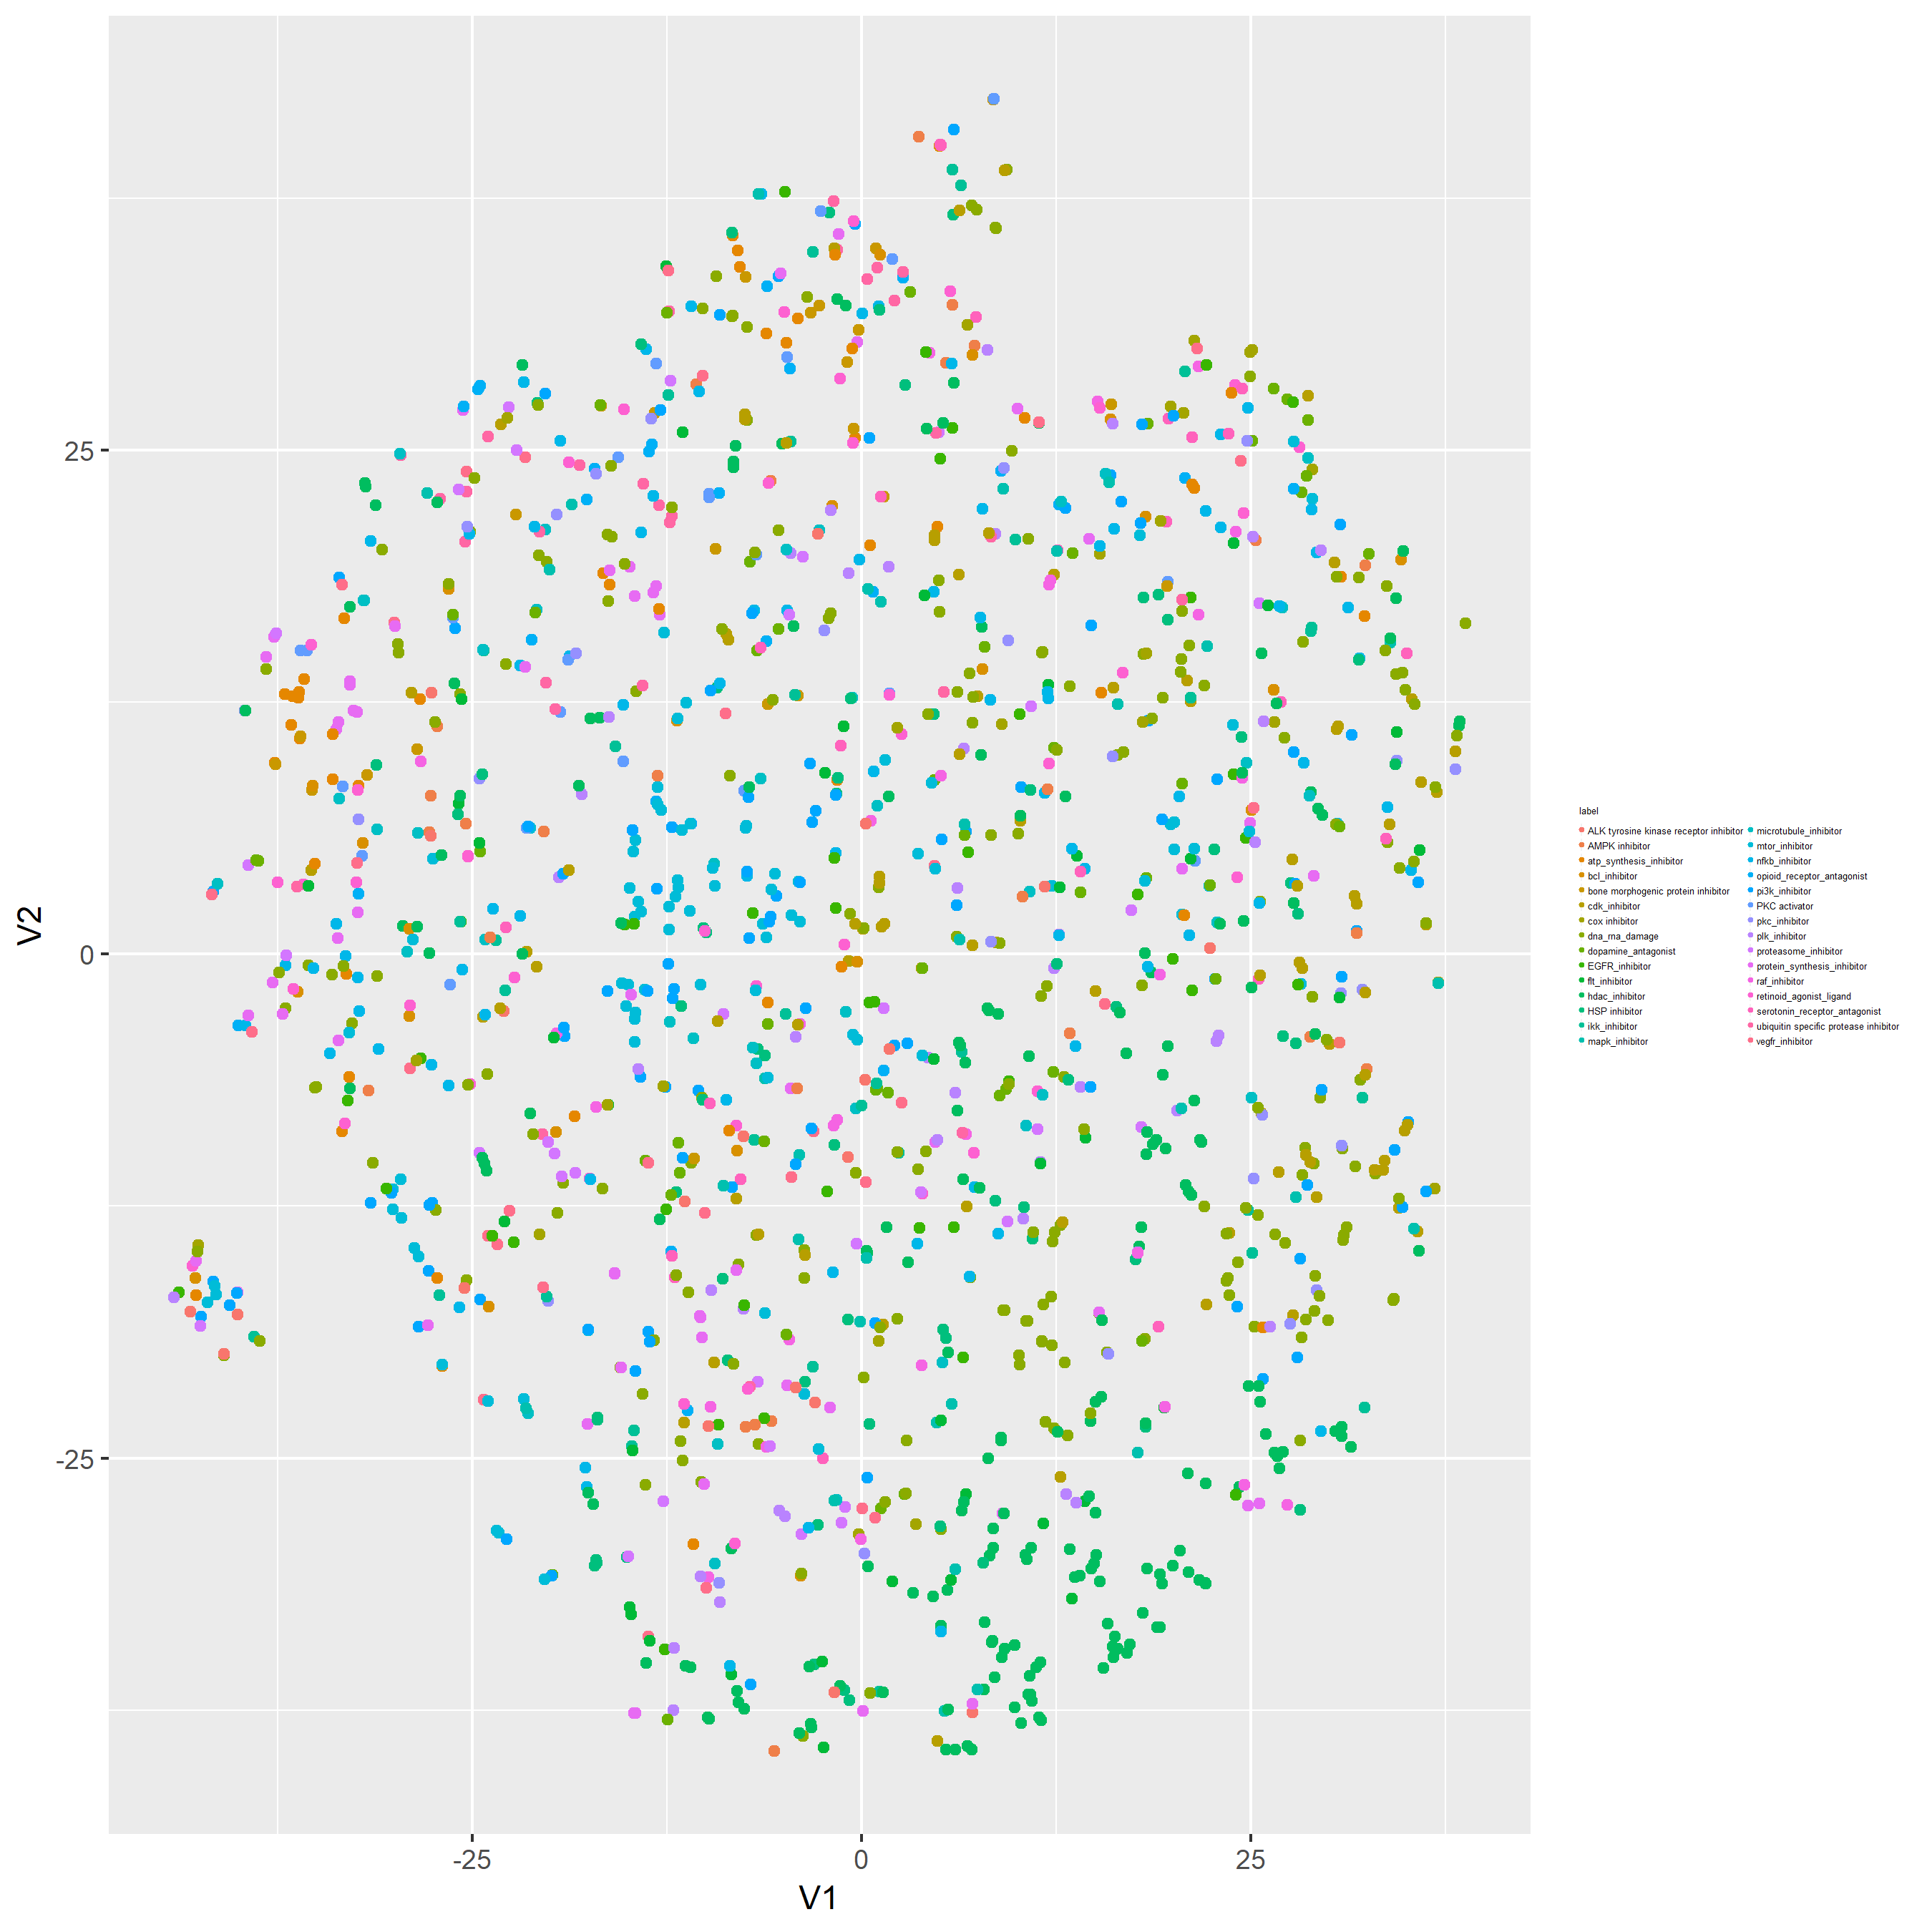 25
0
-25
V2
-25
0
25
V1
label
ALK tyrosine kinase receptor inhibitor
AMPK inhibitor
atp_synthesis_inhibitor
bcl_inhibitor
bone morphogenic protein inhibitor
cdk_inhibitor
cox inhibitor
dna_rna_damage
dopamine_antagonist
EGFR_inhibitor
flt_inhibitor
hdac_inhibitor
HSP inhibitor
ikk_inhibitor
mapk_inhibitor
microtubule_inhibitor
mtor_inhibitor
nfkb_inhibitor
opioid_receptor_antagonist
pi3k_inhibitor
PKC activator
pkc_inhibitor
plk_inhibitor
proteasome_inhibitor
protein_synthesis_inhibitor
raf_inhibitor
retinoid_agonist_ligand
serotonin_receptor_antagonist
ubiquitin specific protease inhibitor
vegfr_inhibitor